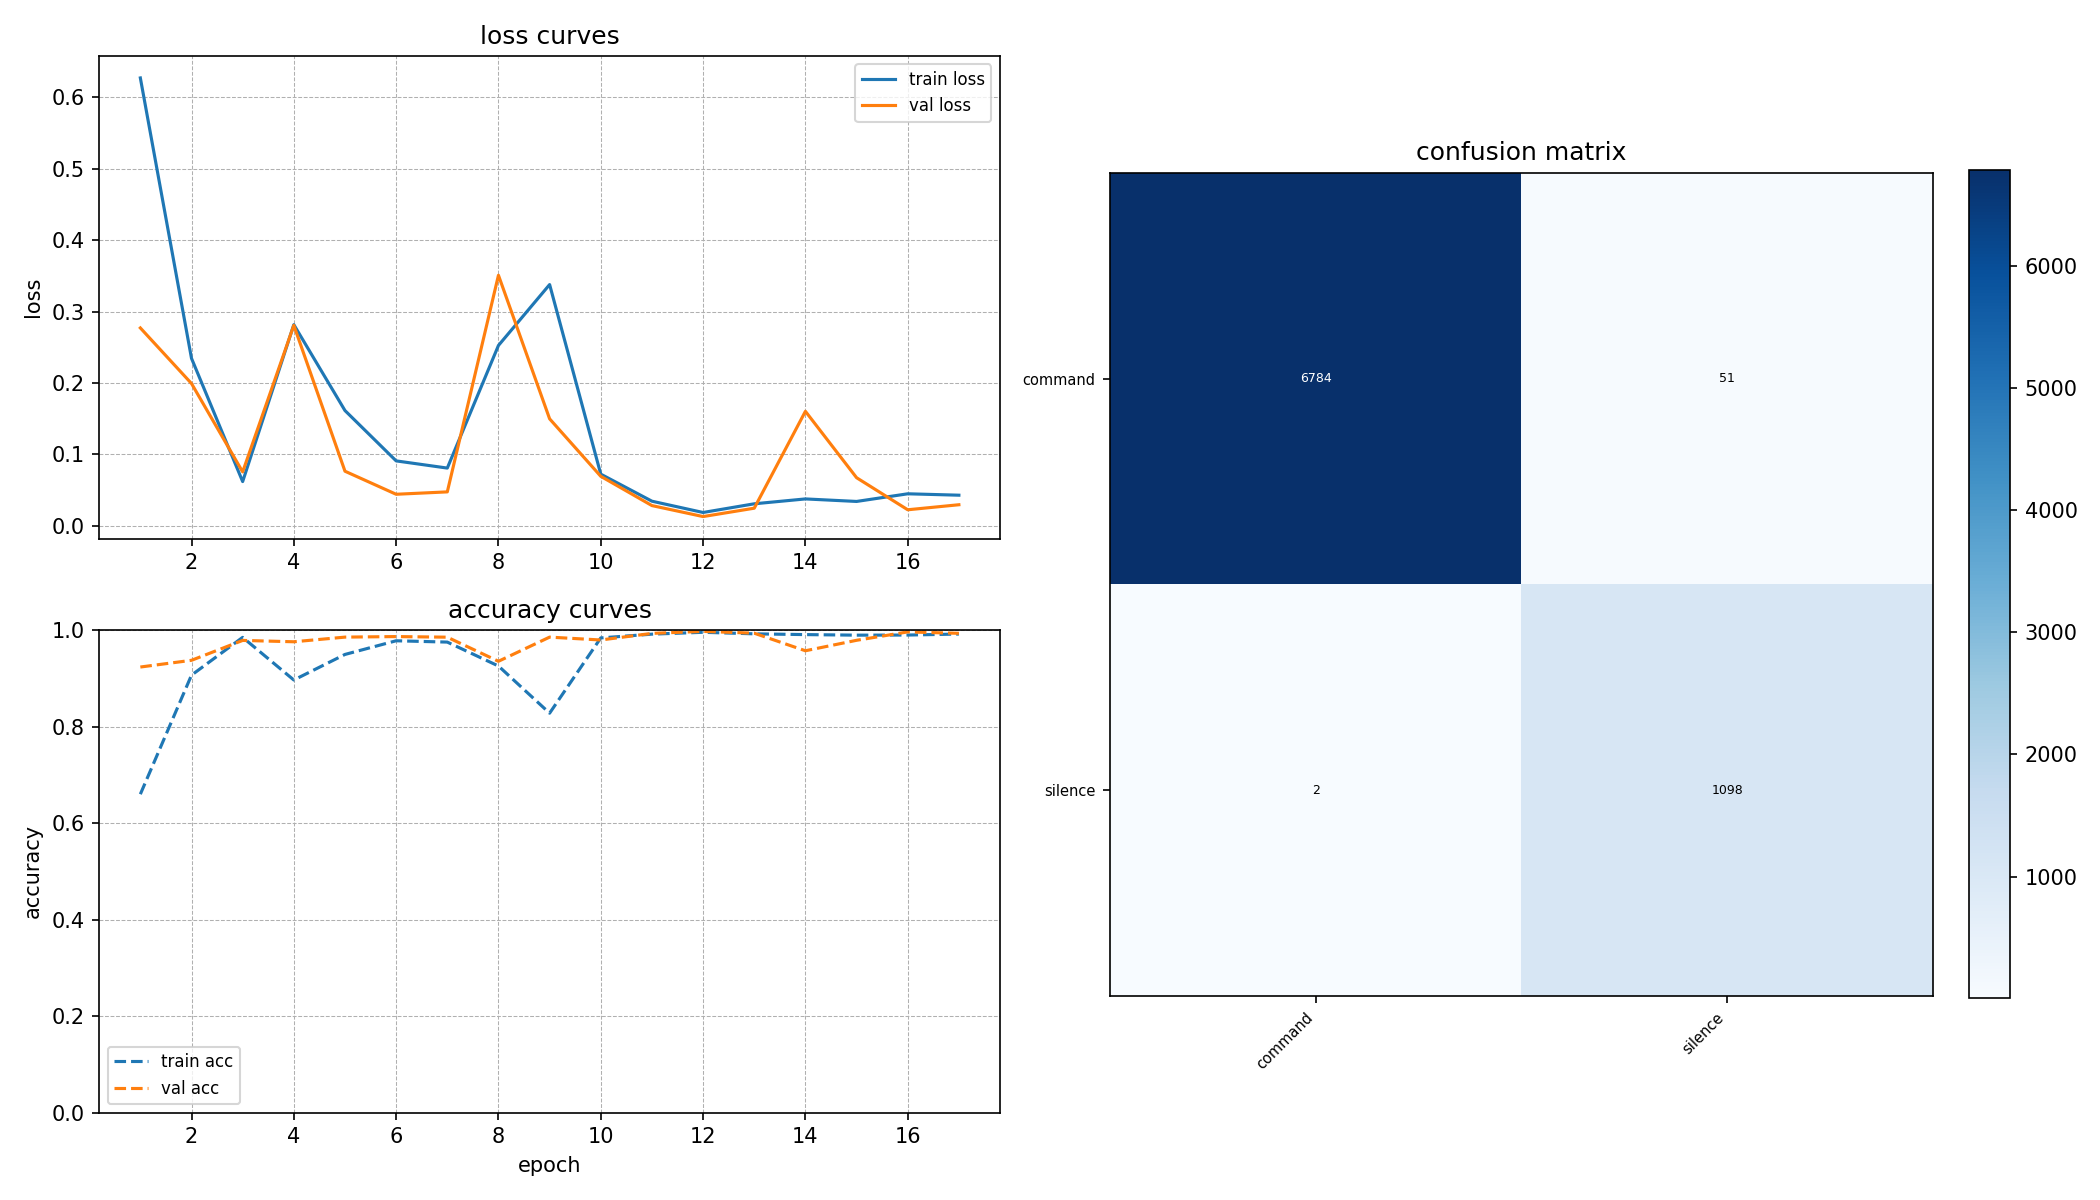 loss curves
train loss
val loss
0.6
0.5
0.4
0.3
0.2
0.1
0.0
loss
2 4 6 8 10 12 14 16
accuracy curves
1.0
0.8
0.6
0.4
0.2
0.0
accuracy
train acc
val acc
2 4 6 8 10 12 14 16
epoch
confusion matrix
command
6784 51
silence
2 1098
command silence
6000
5000
4000
3000
2000
1000